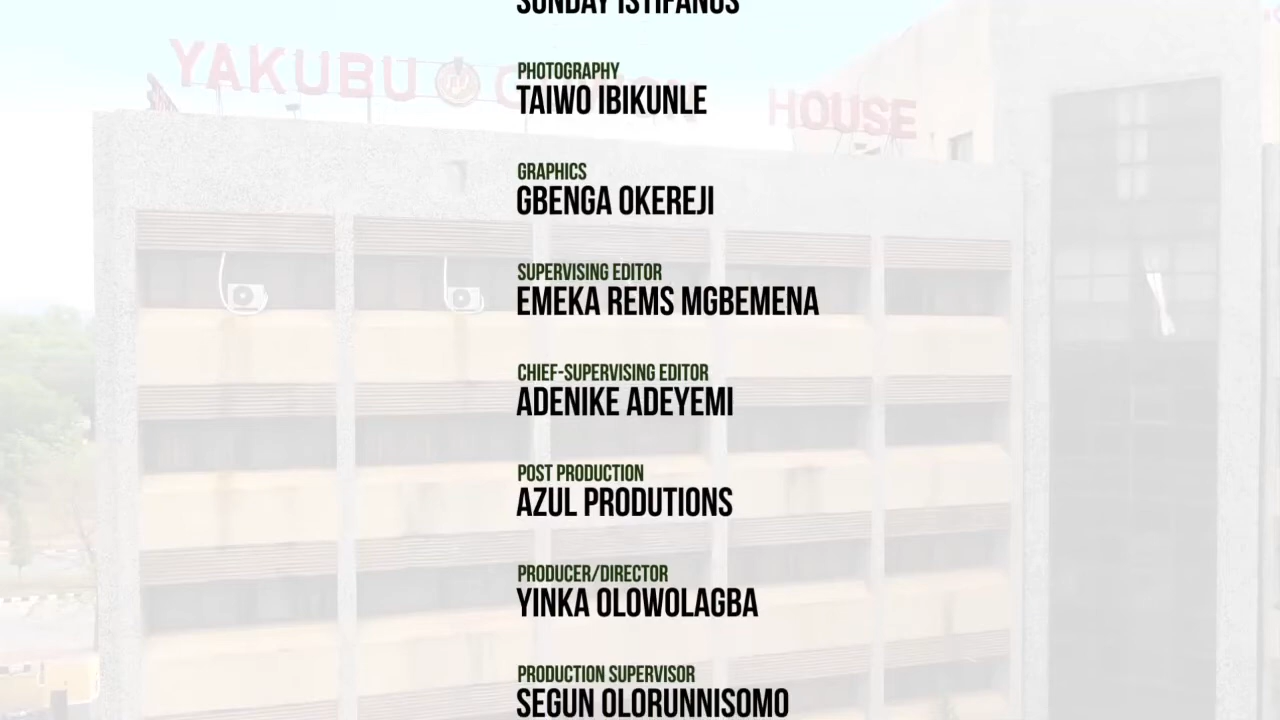 SUNDAY ISTIFANUS
YAKUBU
HOUSE
PHOTOGRAPHY
TAIWO IBIKUNLE
GRAPHICS
GBENGA OKEREJI
SUPERVISING EDITOR
EMEKA REMS MGBEMENA
CHIEF-SUPERVISING EDITOR
ADENIKE ADEYEMI
POST PRODUCTION
AZUL PRODUTIONS
PRODUCER/DIRECTOR
YINKA OLOWOLAGBA
PRODUCTION SUPERVISOR
SEGUN OLORUNNISOMO